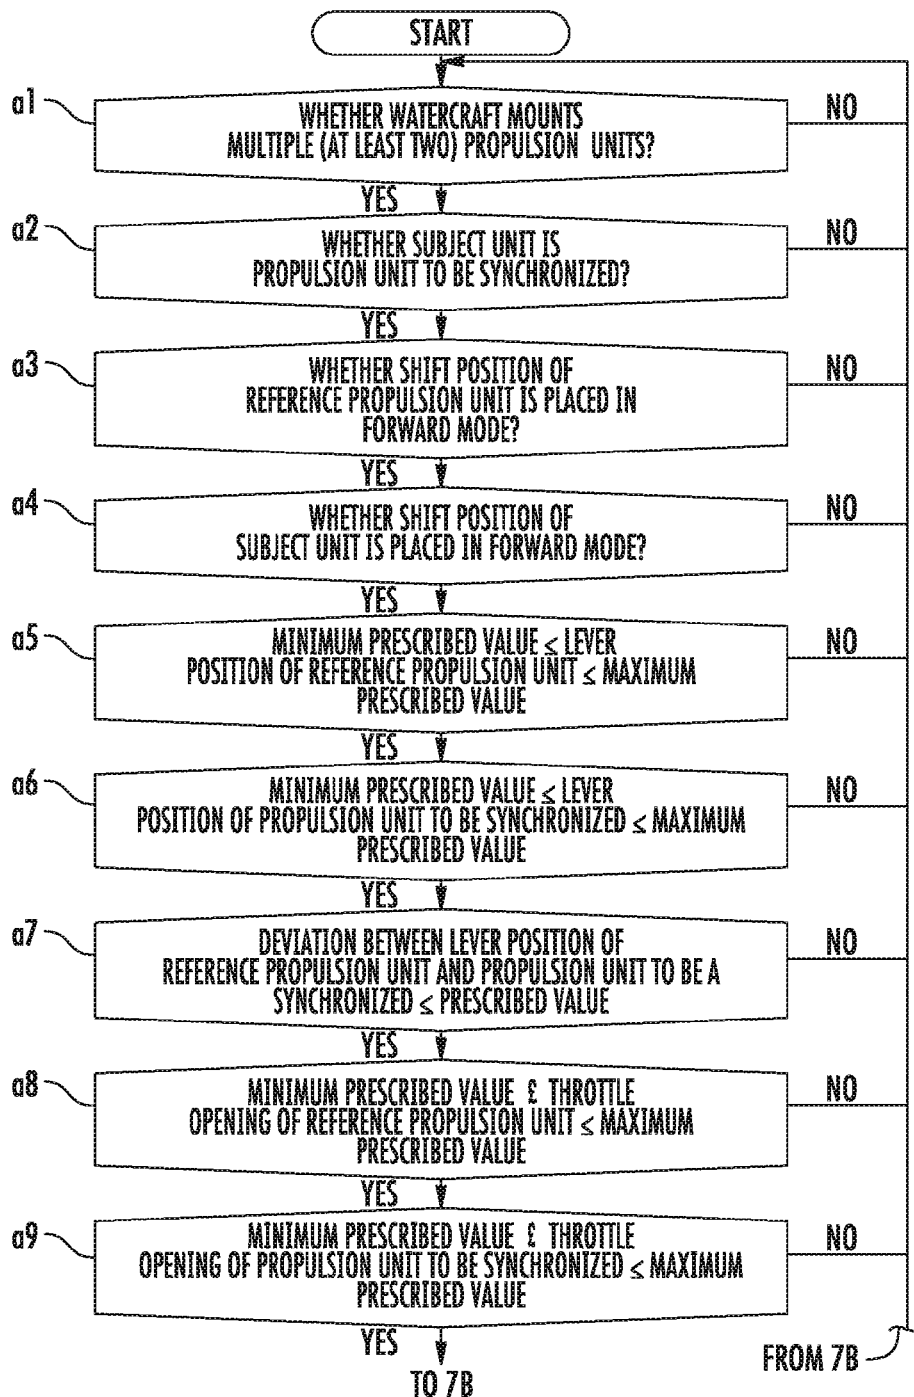 START
a1
WHETHER WATERCRAFT MOUNTS
MULTIPLE (AT LEAST TWO) PROPULSION UNITS?
NO
YES
a2
WHETHER SUBJECT UNIT IS
PROPULSION UNIT TO BE SYNCHRONIZED?
NO
YES
a3
WHETHER SHIFT POSITION OF
REFERENCE PROPULSION UNIT IS PLACED IN
FORWARD MODE?
NO
YES
a4
WHETHER SHIFT POSITION OF
SUBJECT UNIT IS PLACED IN FORWARD MODE?
NO
YES
a5
MINIMUM PRESCRIBED VALUE ≤ LEVER
POSITION OF REFERENCE PROPULSION UNIT ≤ MAXIMUM
PRESCRIBED VALUE
NO
YES
a6
MINIMUM PRESCRIBED VALUE ≤ LEVER
POSITION OF PROPULSION UNIT TO BE SYNCHRONIZED ≤ MAXIMUM
PRESCRIBED VALUE
NO
YES
a7
DEVIATION BETWEEN LEVER POSITION OF
REFERENCE PROPULSION UNIT AND PROPULSION UNIT TO BE A
SYNCHRONIZED ≤ PRESCRIBED VALUE
NO
YES
a8
MINIMUM PRESCRIBED VALUE £ THROTTLE
OPENING OF REFERENCE PROPULSION UNIT ≤ MAXIMUM
PRESCRIBED VALUE
NO
YES
a9
MINIMUM PRESCRIBED VALUE £ THROTTLE
OPENING OF PROPULSION UNIT TO BE SYNCHRONIZED ≤ MAXIMUM
PRESCRIBED VALUE
NO
YES
TO 7B
FROM 7B